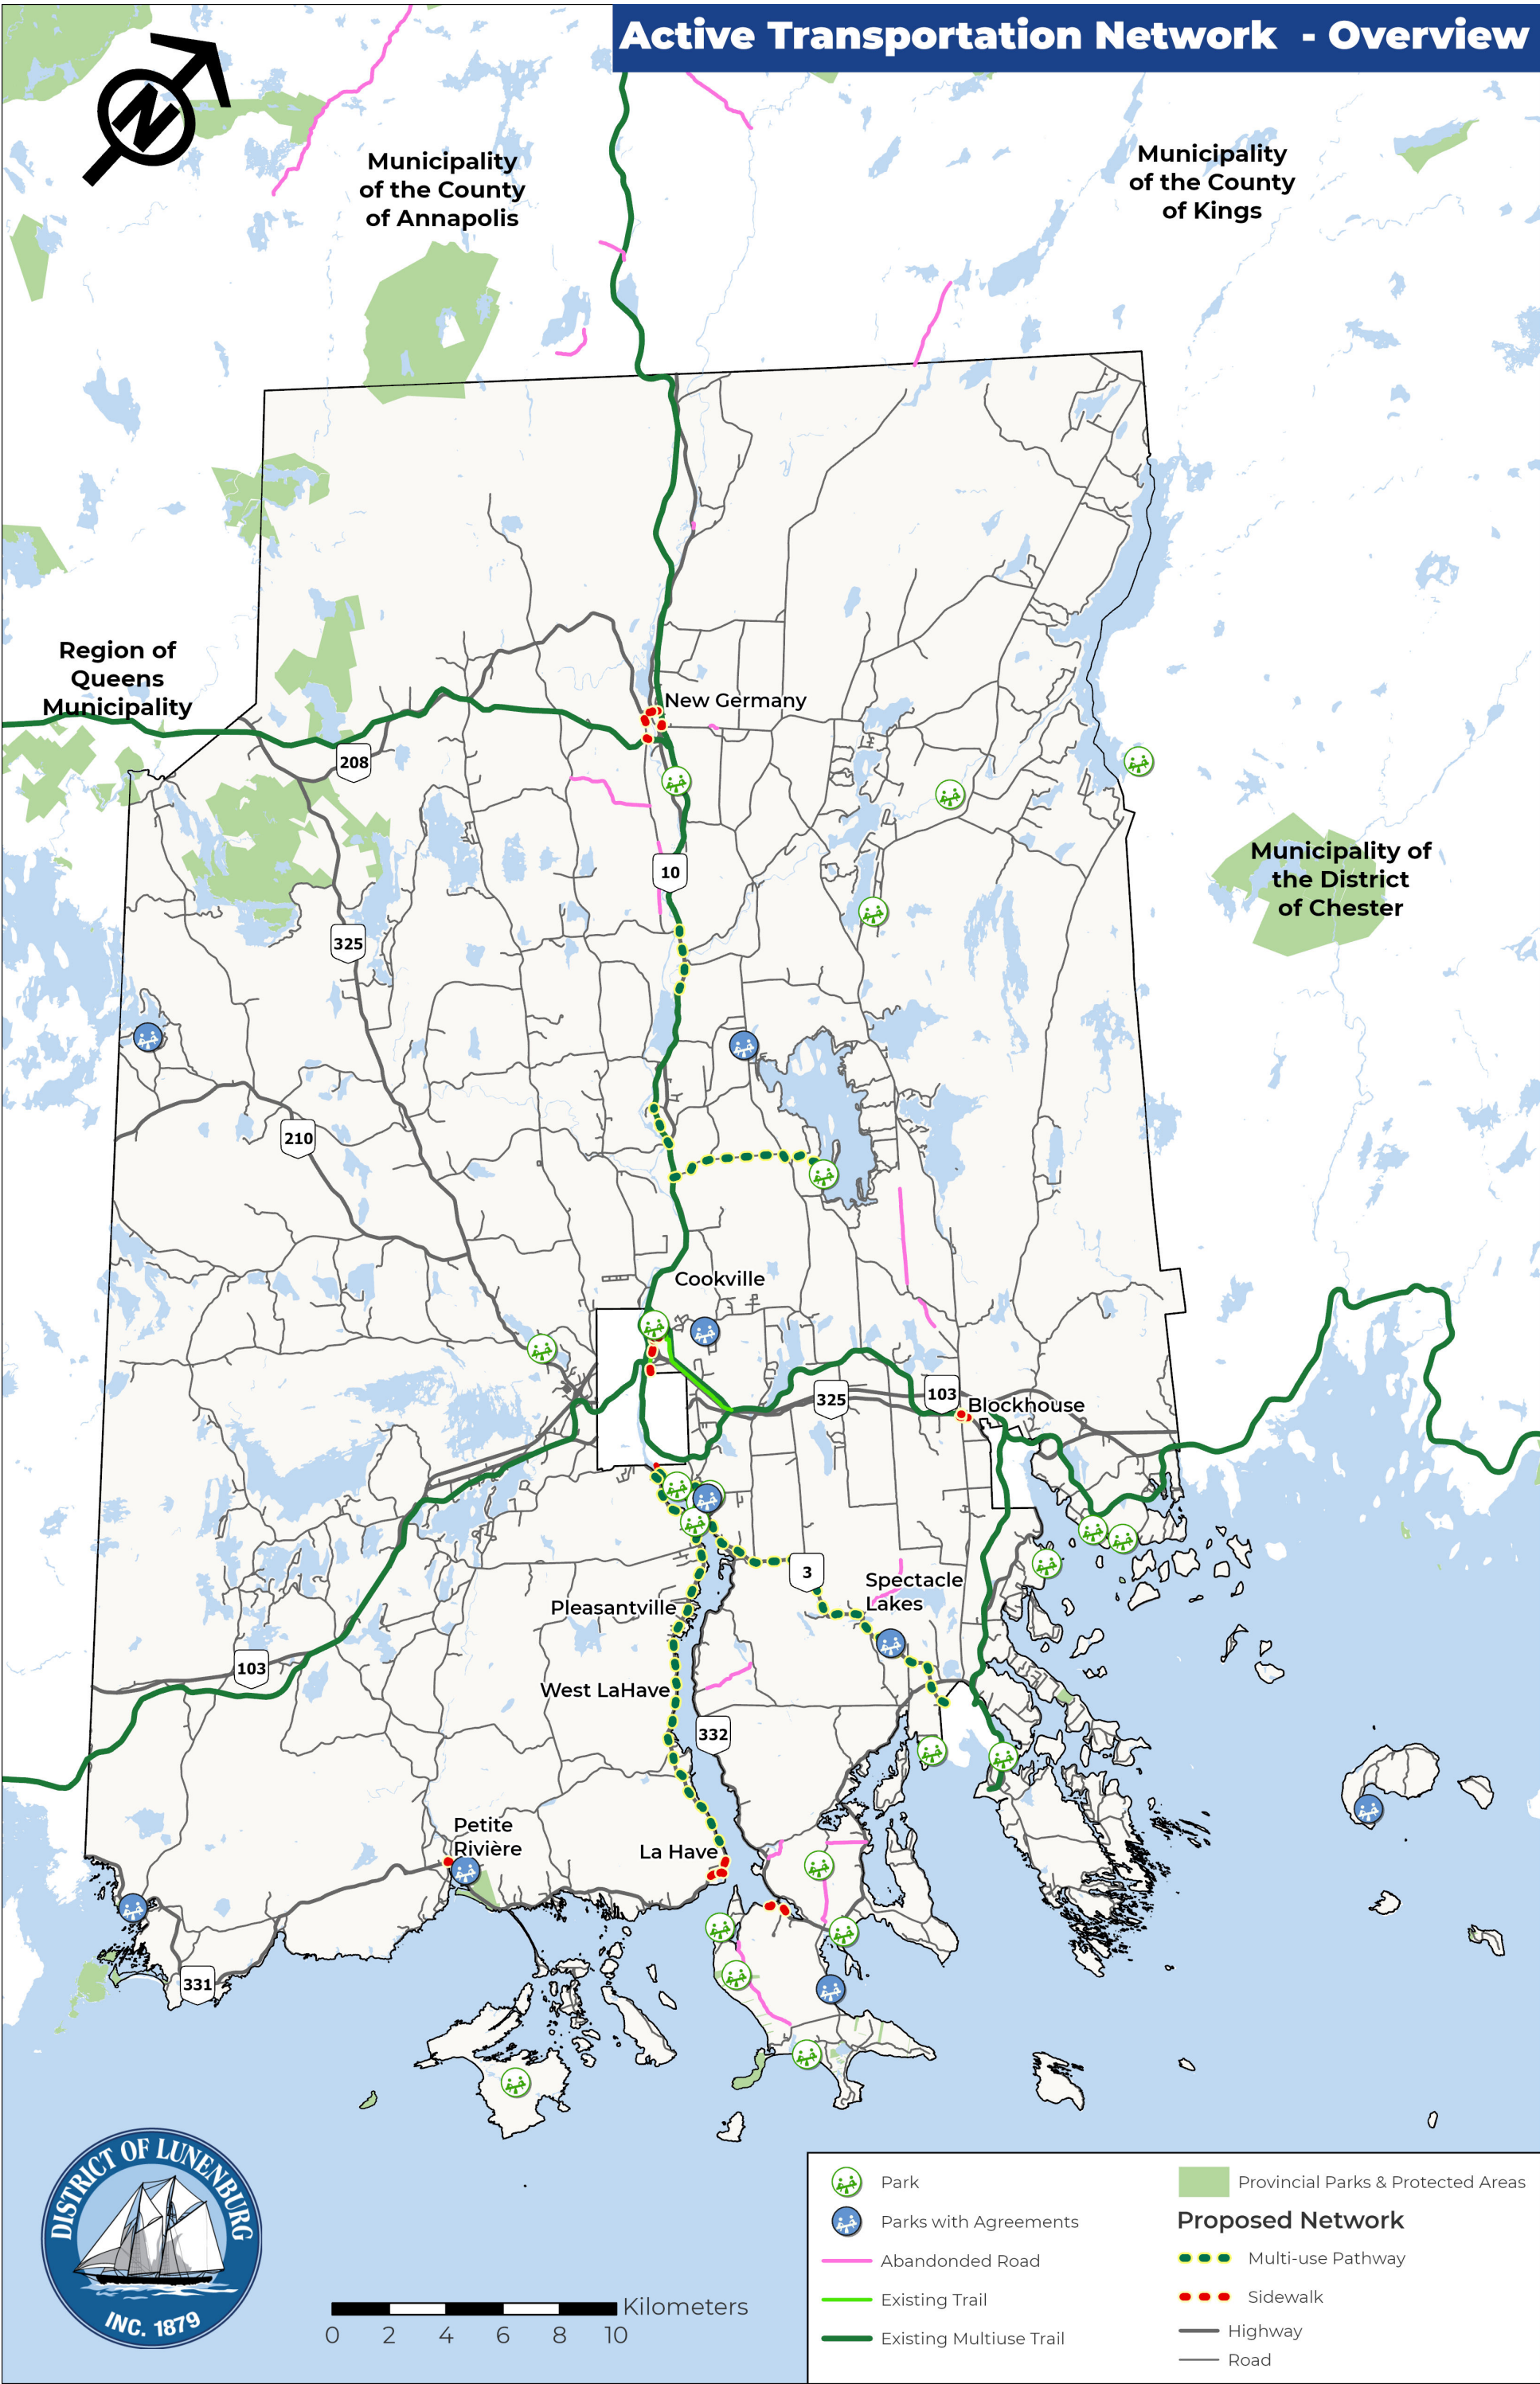 Active Transportation Network - Overview
N
Municipality
of the County
of Annapolis
Municipality
of the County
of Kings
Region of
Queens
Municipality
New Germany
208
10
Municipality of
the District
of Chester
325
210
Cookville
325
103
Blockhouse
3
Spectacle
Lakes
Pleasantville
103
West LaHave
332
Petite
Rivière
La Have
331
DISTRICT OF LUNENBURG
INC. 1879
Kilometers
0 2 4 6 8 10
Park
Parks with Agreements
Abandonded Road
Existing Trail
Existing Multiuse Trail
Provincial Parks & Protected Areas
Proposed Network
Multi-use Pathway
Sidewalk
Highway
Road